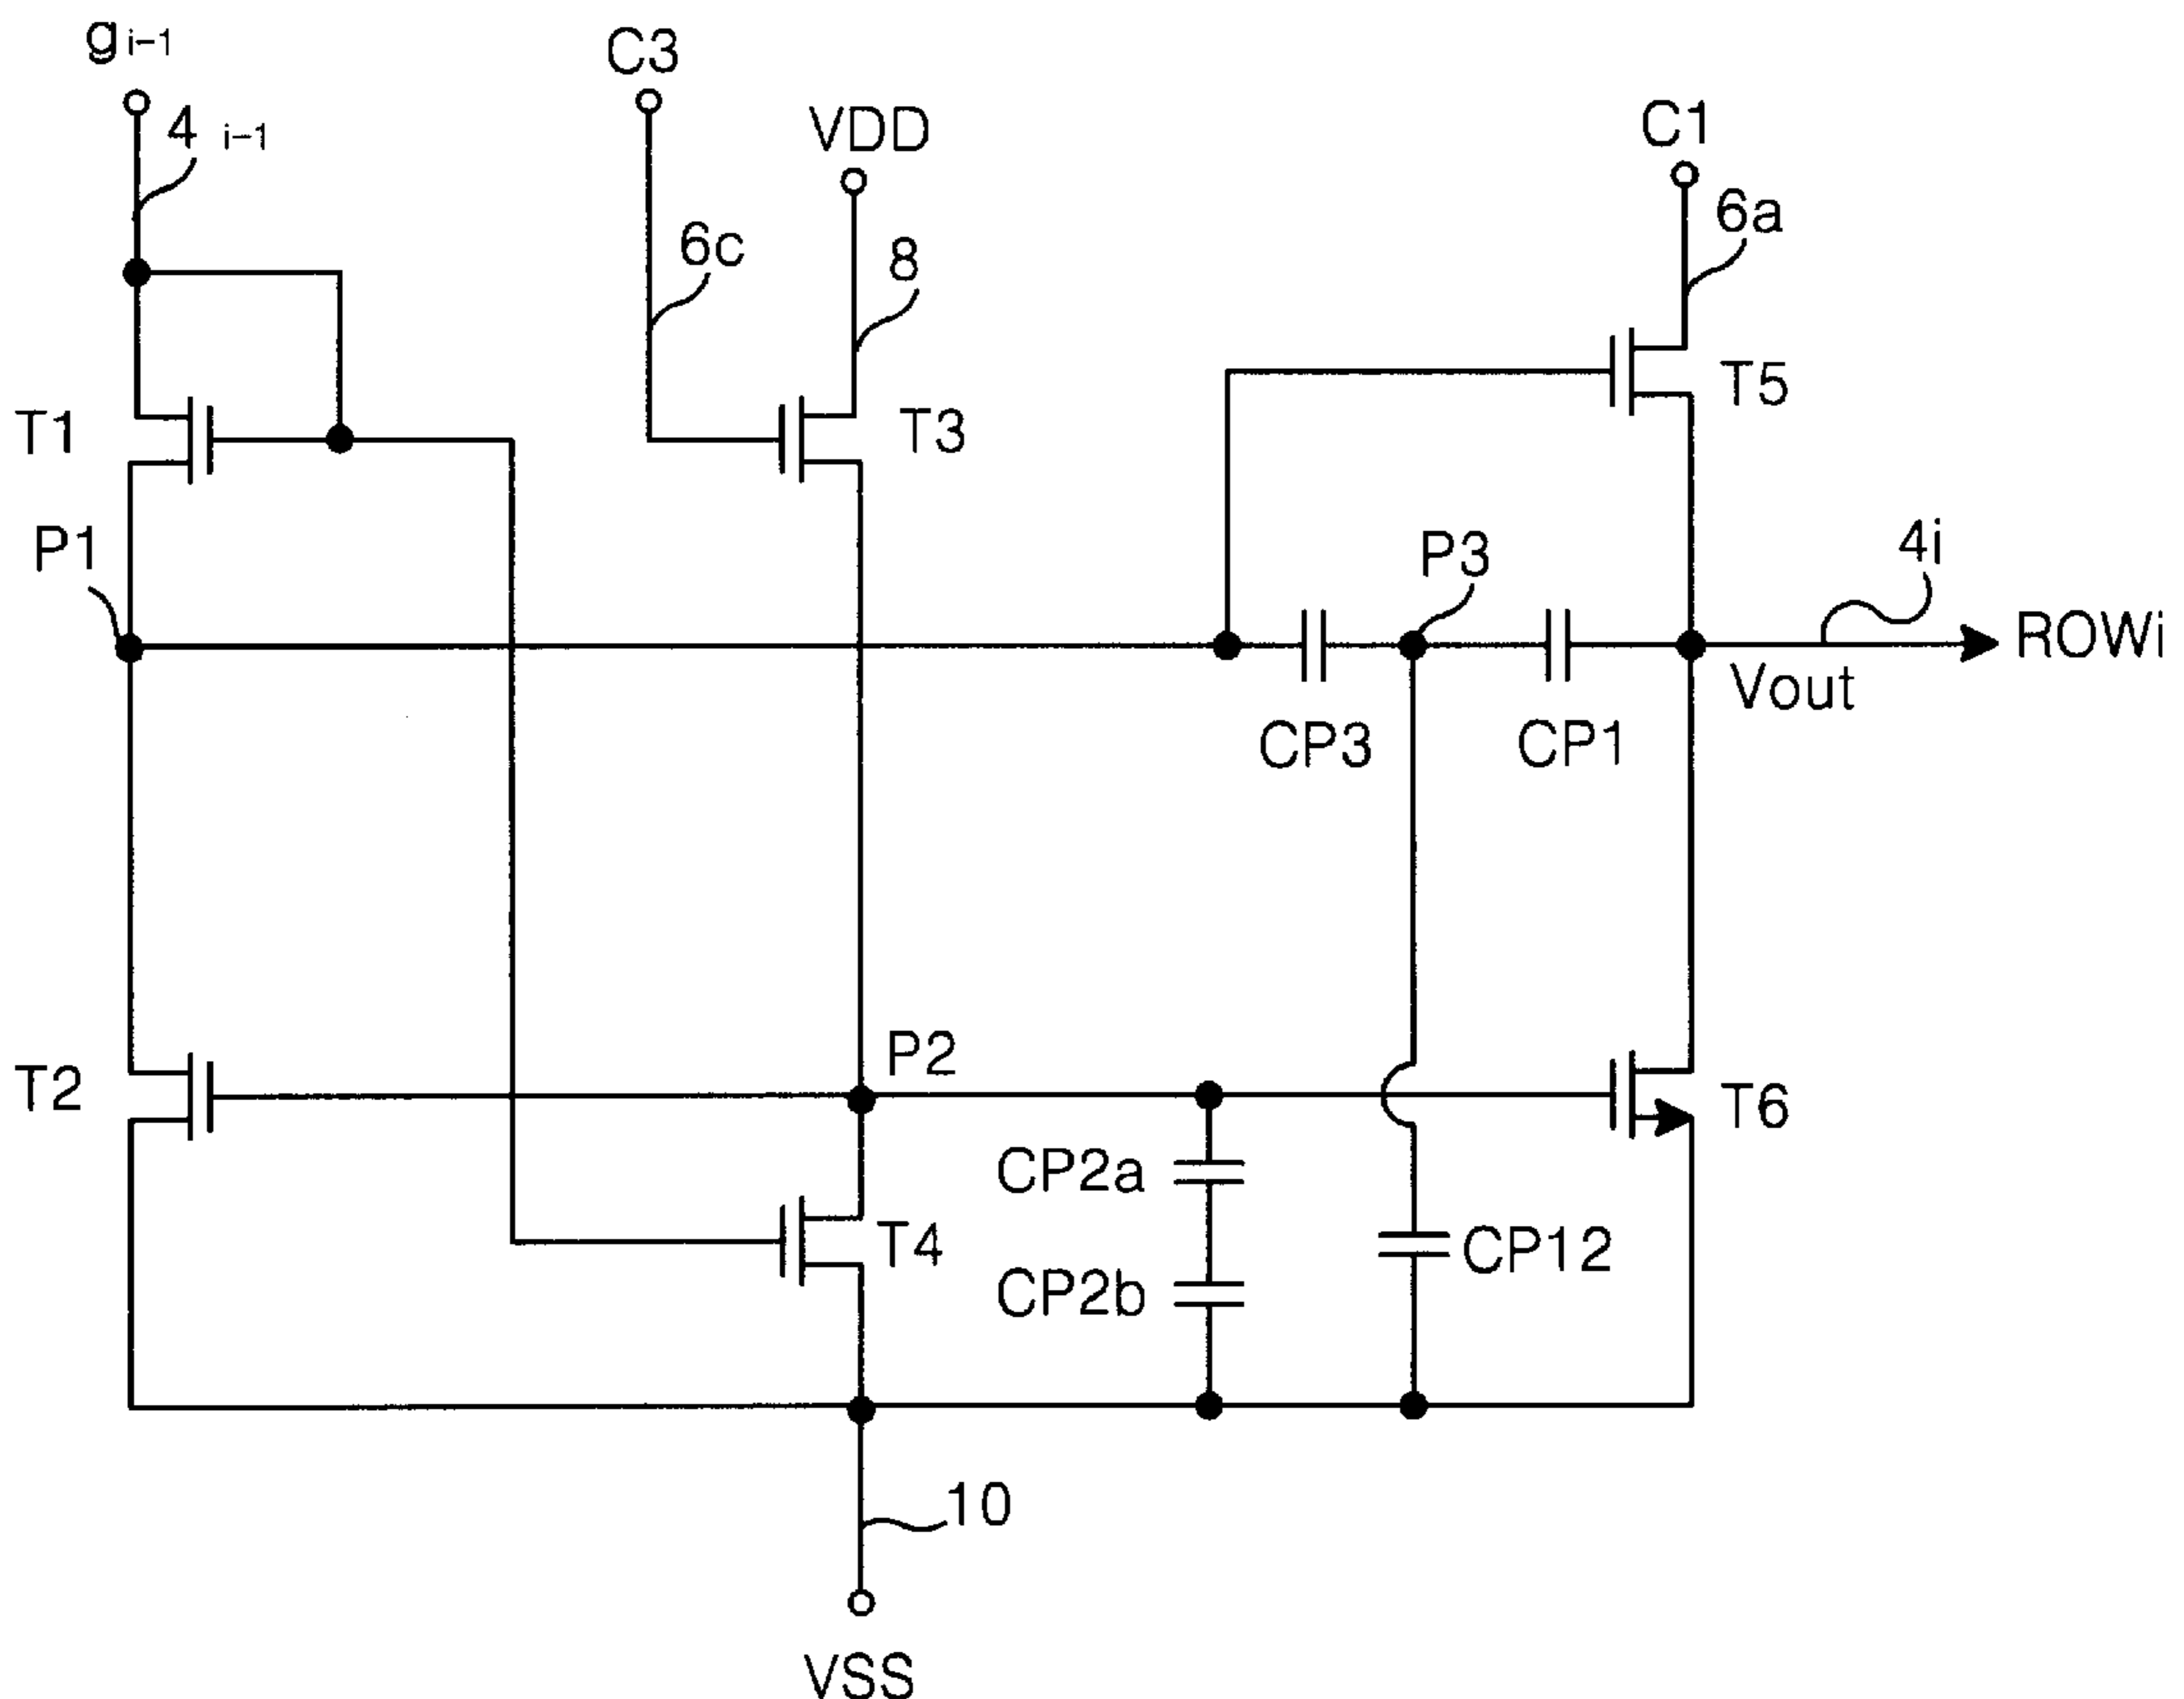 gi-1
C3
4 i-1
VDD
C1
6a
6c
8
T1
T3
T5
P1
P3
4i
ROWi
Vout
CP3
CP1
P2
T2
T6
CP2a
T4
CP12
CP2b
10
VSS